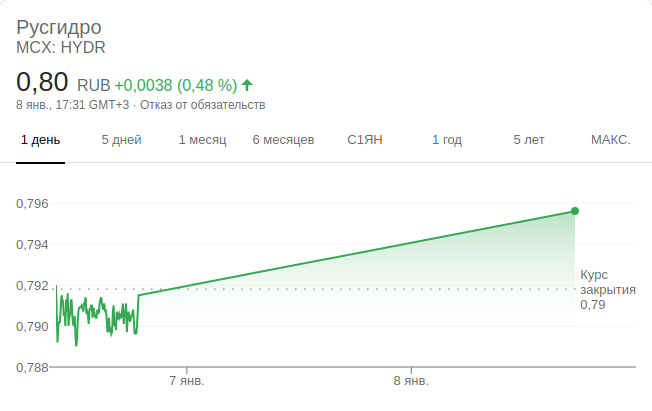 Русгидро
MCX: HYDR
0,80 RUB +0,0038 (0,48 %)
8 янв., 17:31 GMT+3 · Отказ от обязательств
1 день 5 дней 1 месяц 6 месяцев С1ЯН 1 год 5 лет МАКС.
0,796
0,794
0,792
0,790
0,788
Курс
закрытия
0,79
7 янв. 8 янв.